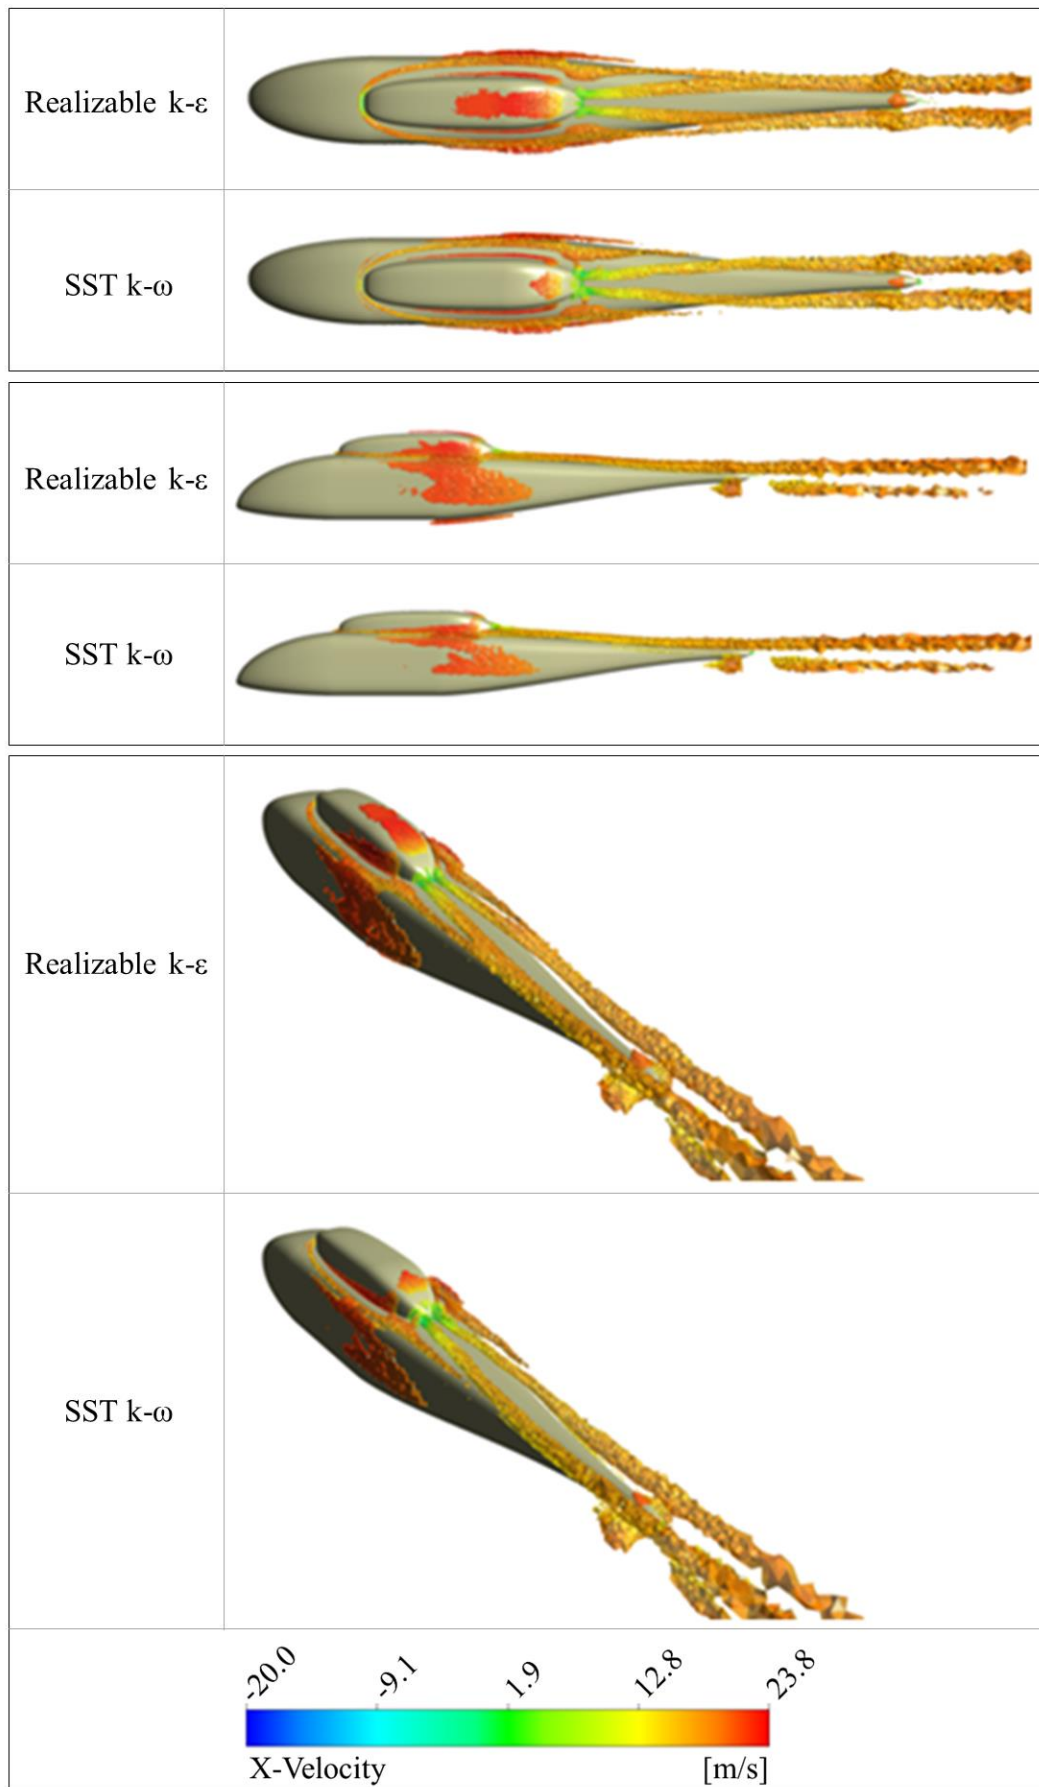 Realizable k-ε
SST k-ω
Realizable k-ε
SST k-ω
Realizable k-ε
SST k-ω
-20.0 -9.1 1.9 12.8 23.8
X-Velocity [m/s]